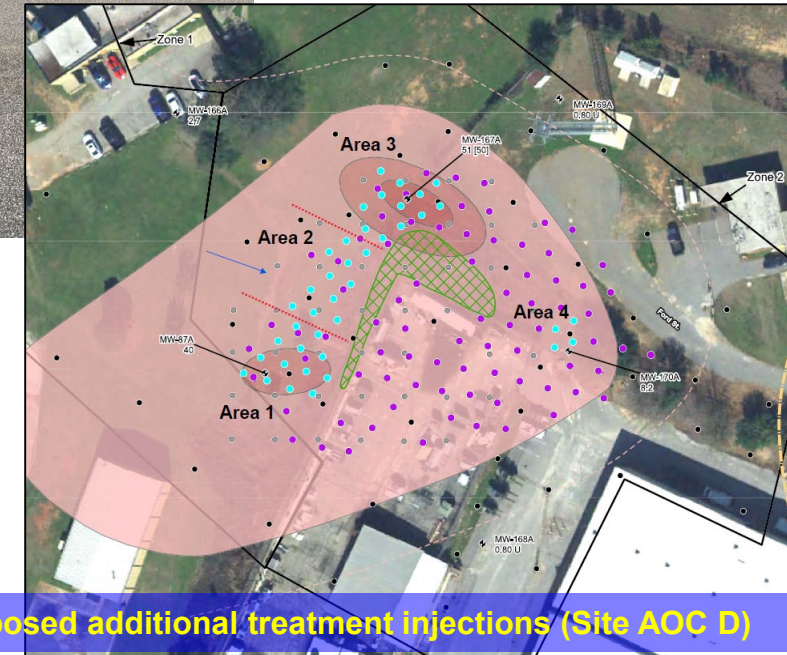 Zone 1
MW-166A
2.7
MW-169A
0.80 U
Area 3
MW-167A
51 [50]
Zone 2
Area 2
Area 4
Ford St.
MW-87A
40
MW-170A
8.2
Area 1
MW-168A
0.80 U
posed additional treatment injections (Site AOC D)